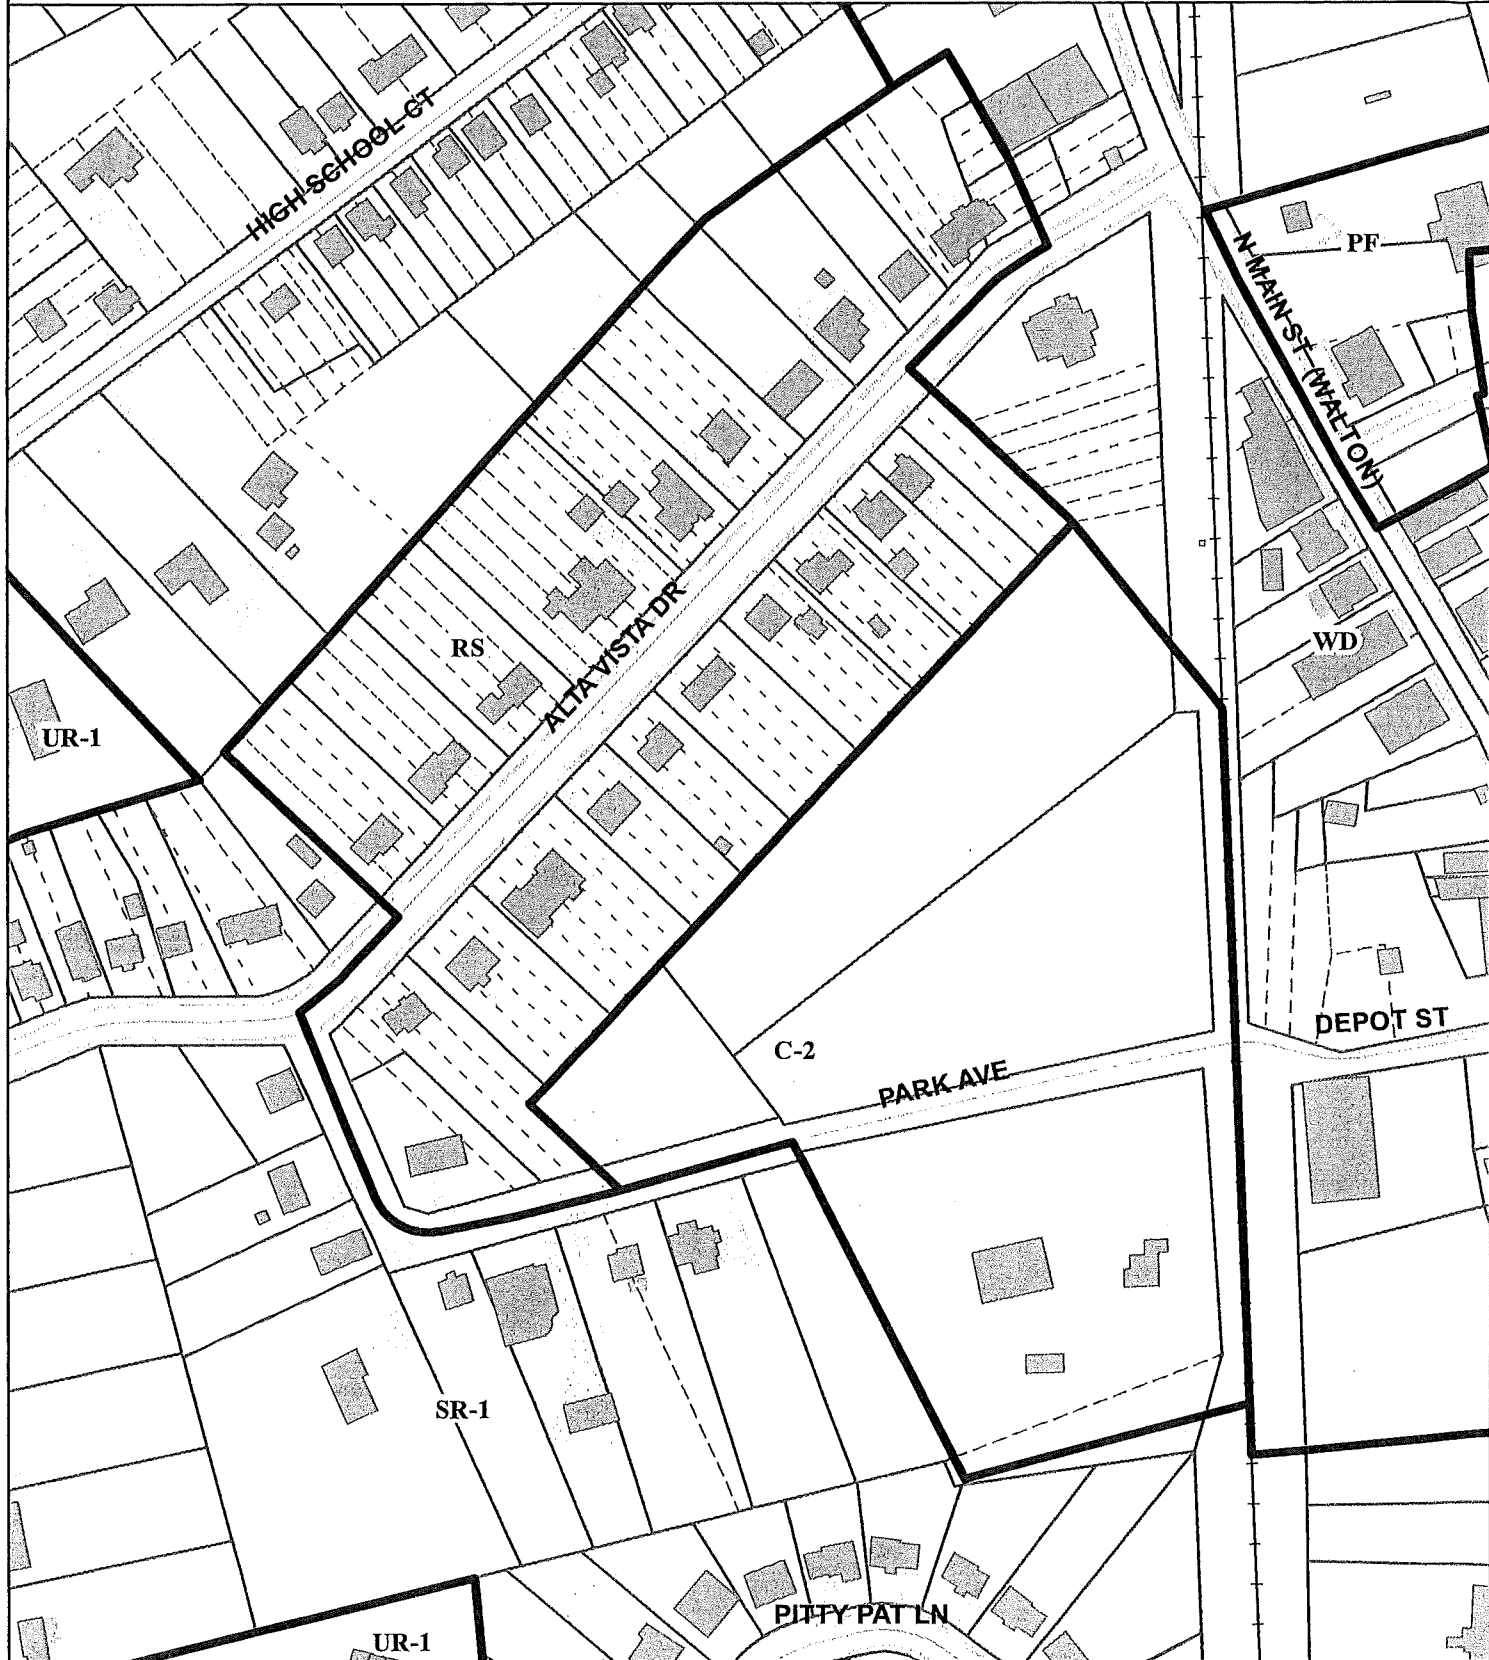 HIGH SCHOOL CT
PF
N MAIN ST (WALTON)
ALTA VISTA DR
RS
WD
UR-1
DEPOT ST
C-2
PARK AVE
SR-1
PITTY PAT LN
UR-1